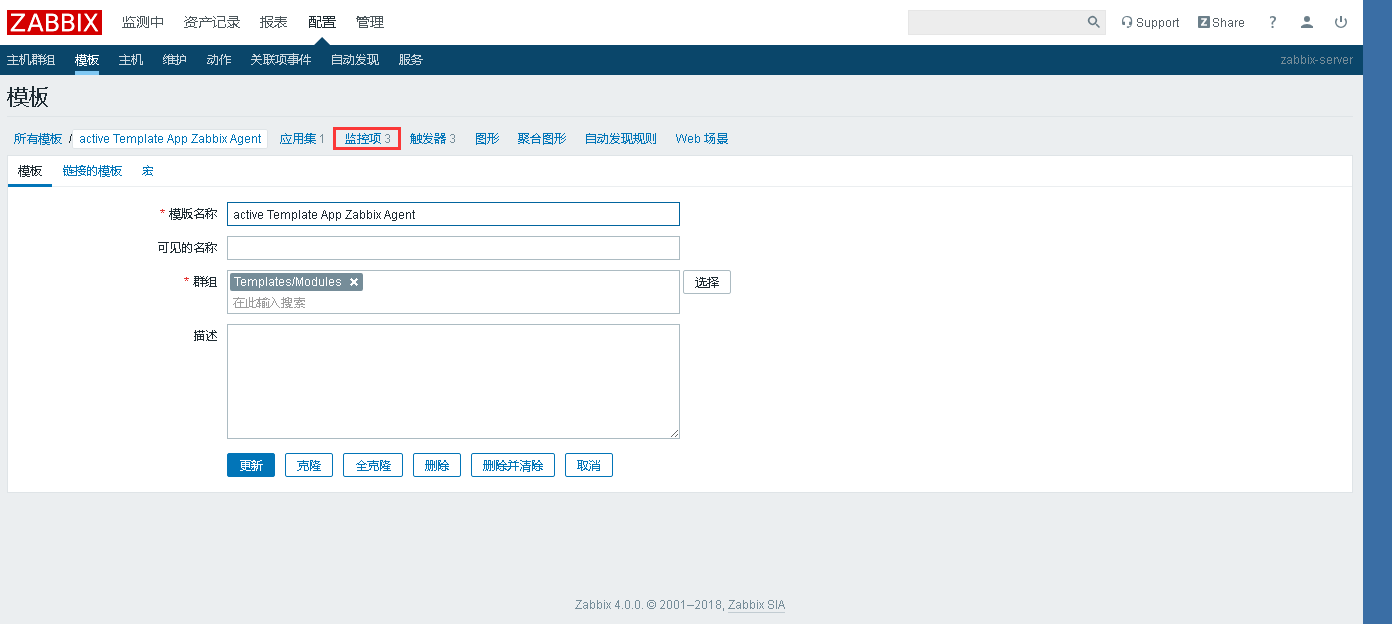 ZABBIX 监测中 资产记录 报表 配置 管理 Support Z Share ?
主机群组 模板 主机 维护 动作 关联项事件 自动发现 服务 zabbix-server
模板
所有模板 / active Template App Zabbix Agent 应用集 1 监控项 3 触发器 3 图形 聚合图形 自动发现规则 Web 场景
模板 链接的模板 宏
* 模版名称 active Template App Zabbix Agent
可见的名称
* 群组 Templates/Modules ✖ 选择
在此输入搜索
描述
更新 克隆 全克隆 删除 删除并清除 取消
Zabbix 4.0.0. © 2001–2018, Zabbix SIA